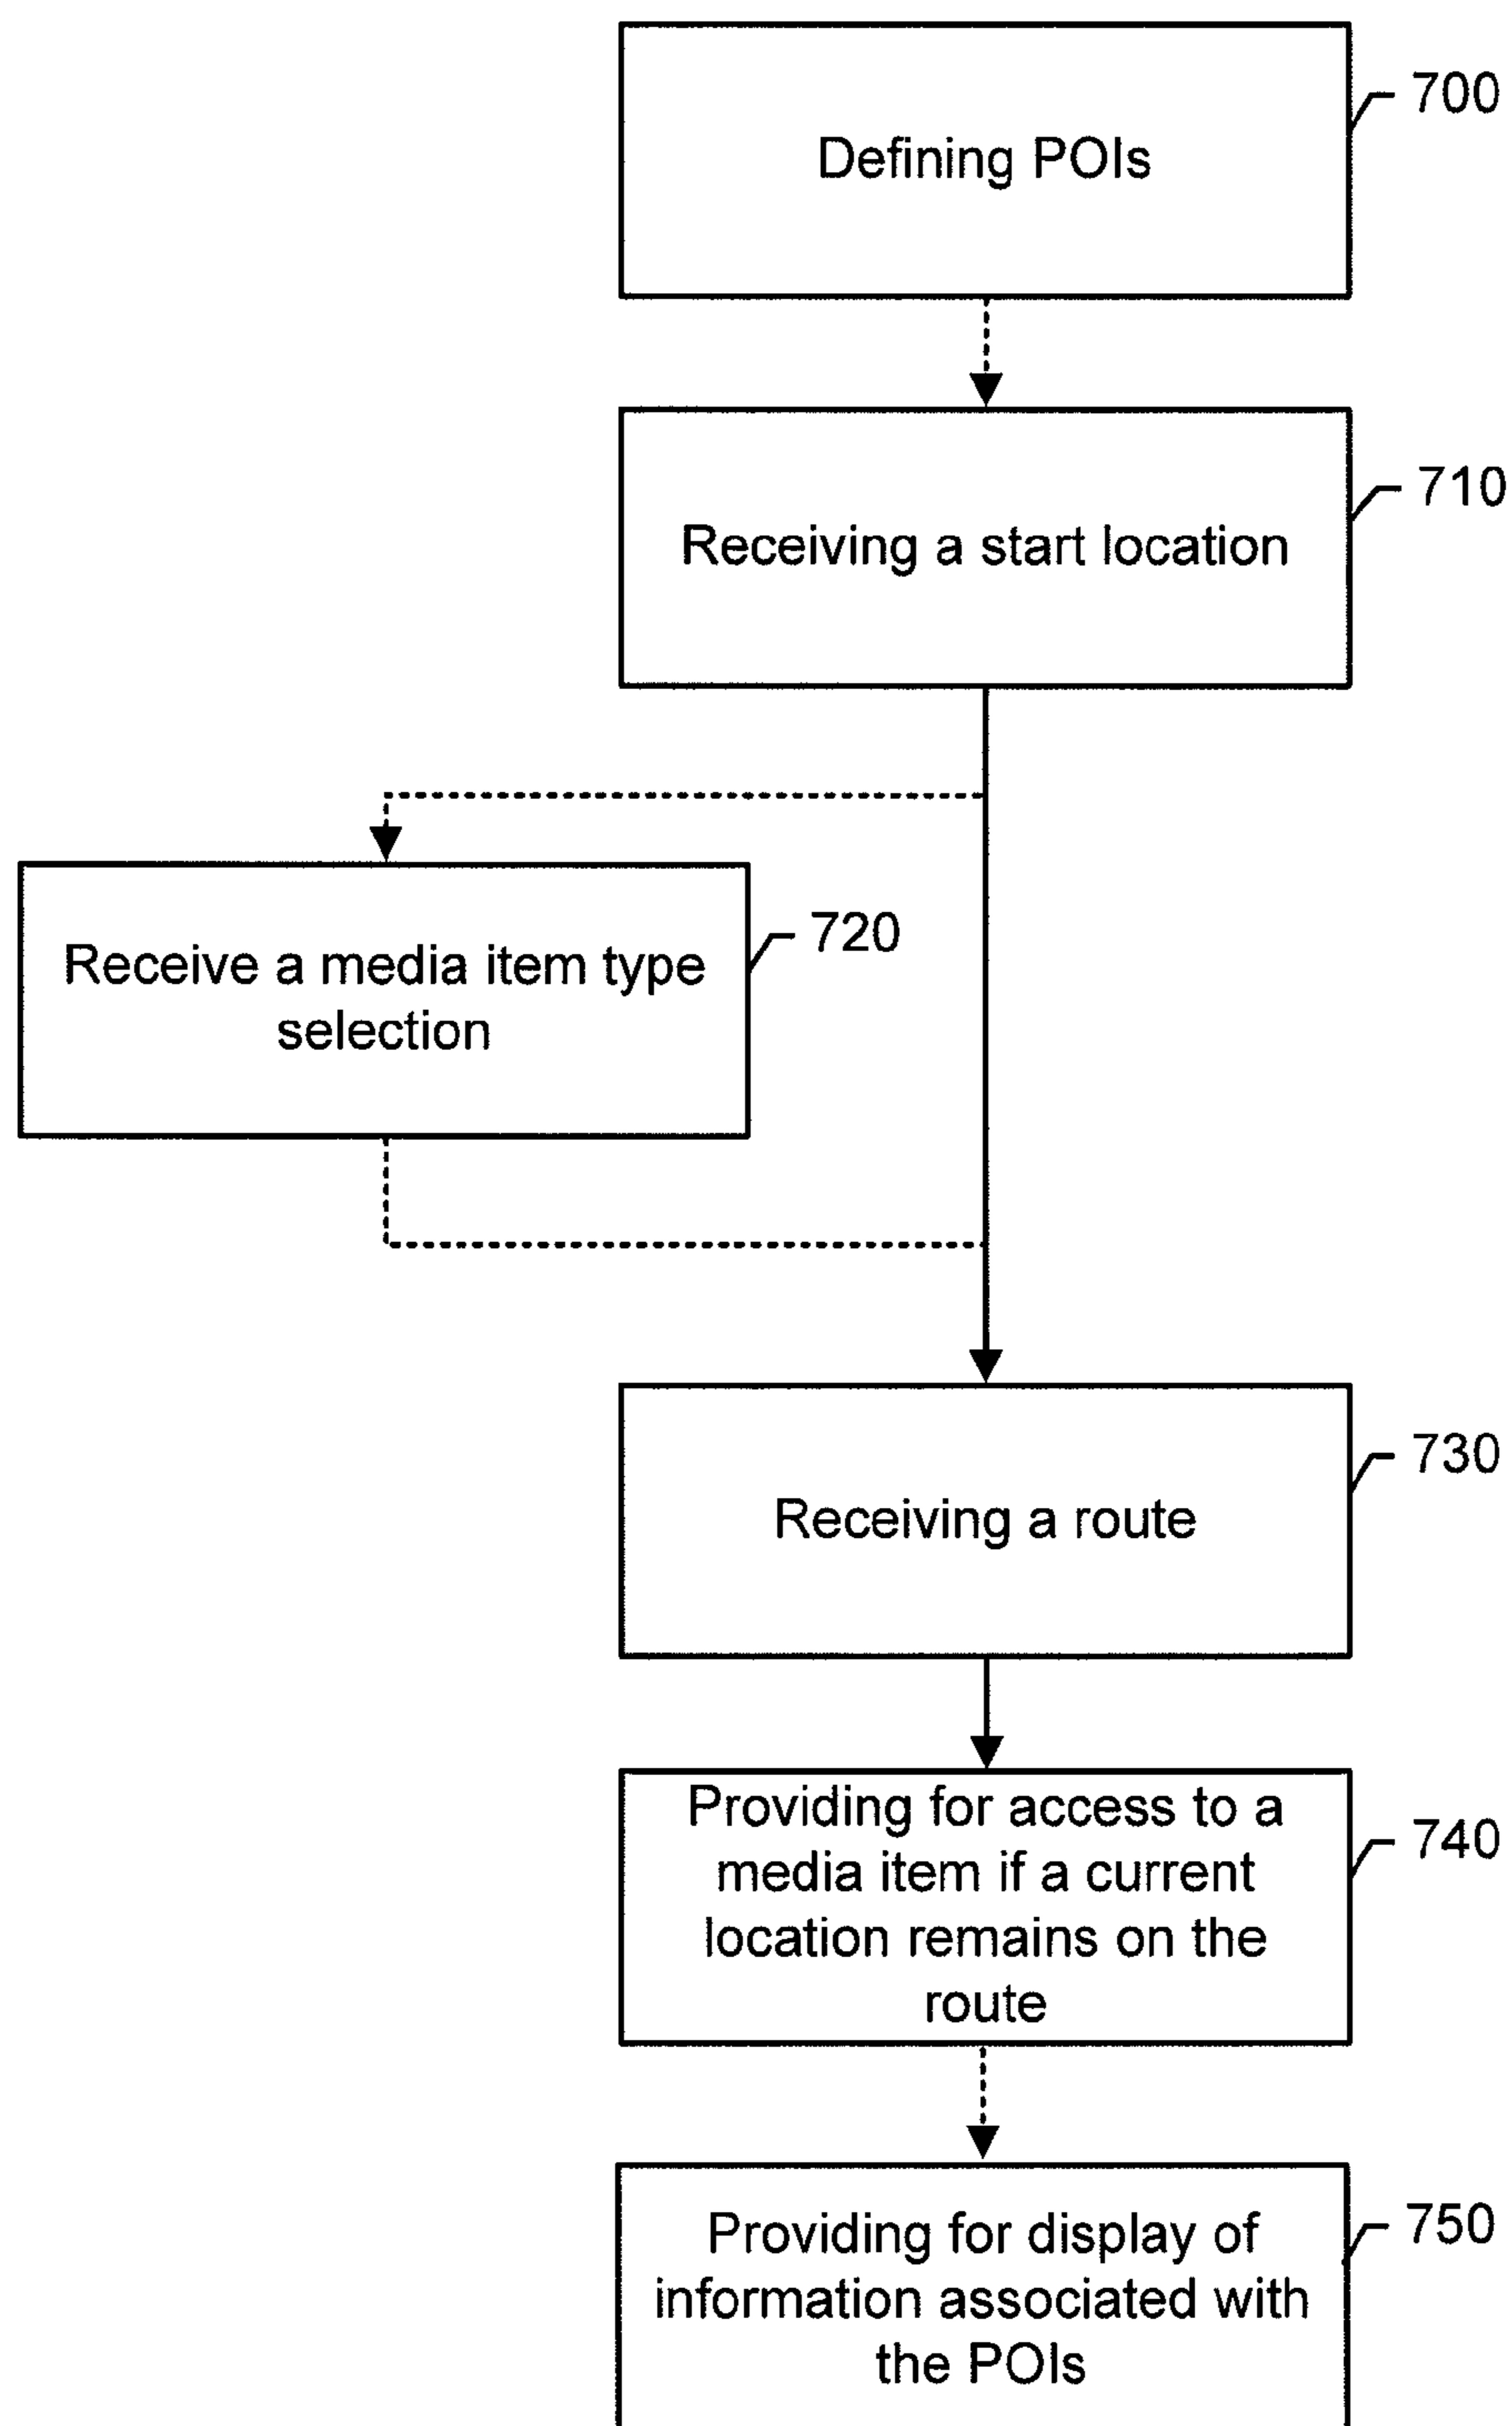 Defining POIs
700
Receiving a start location
710
Receive a media item type
selection
720
Receiving a route
730
Providing for access to a
media item if a current
location remains on the
route
740
Providing for display of
information associated with
the POIs
750